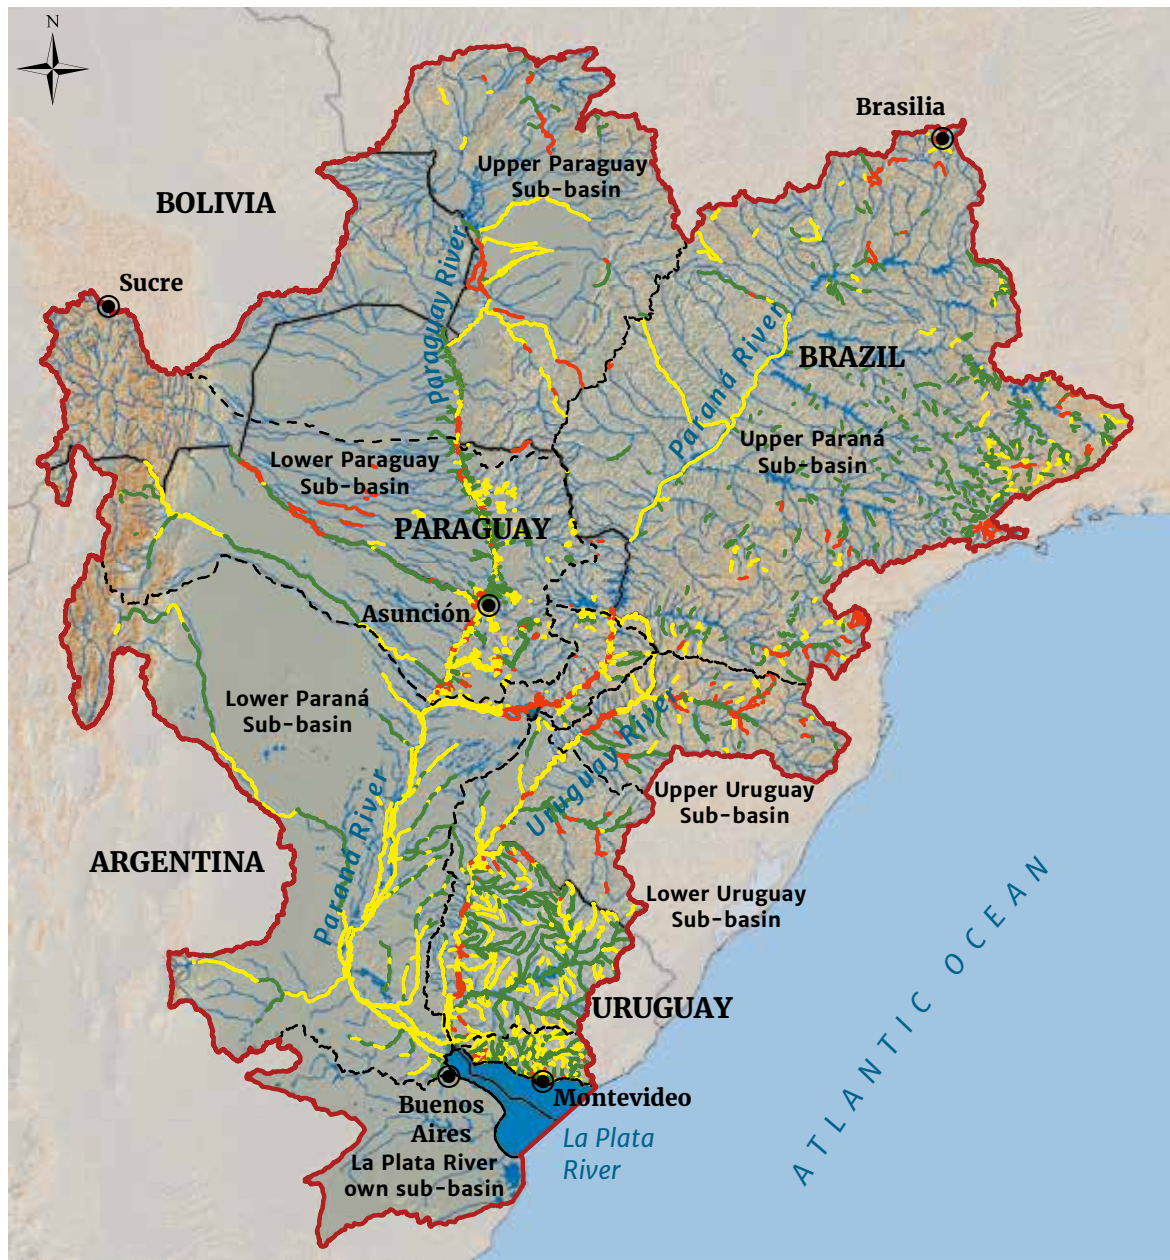 N
Brasilia
Upper Paraguay
Sub-basin
BOLIVIA
Paraguay River
Sucre
Paraná River
BRAZIL
Upper Paraná
Sub-basin
Lower Paraguay
Sub-basin
PARAGUAY
Asunción
Lower Paraná
Sub-basin
Uruguay River
Upper Uruguay
Sub-basin
Paraná River
ARGENTINA
Lower Uruguay
Sub-basin
ATLANTIC OCEAN
URUGUAY
Buenos
Aires
Montevideo
La Plata
River
La Plata River
own sub-basin